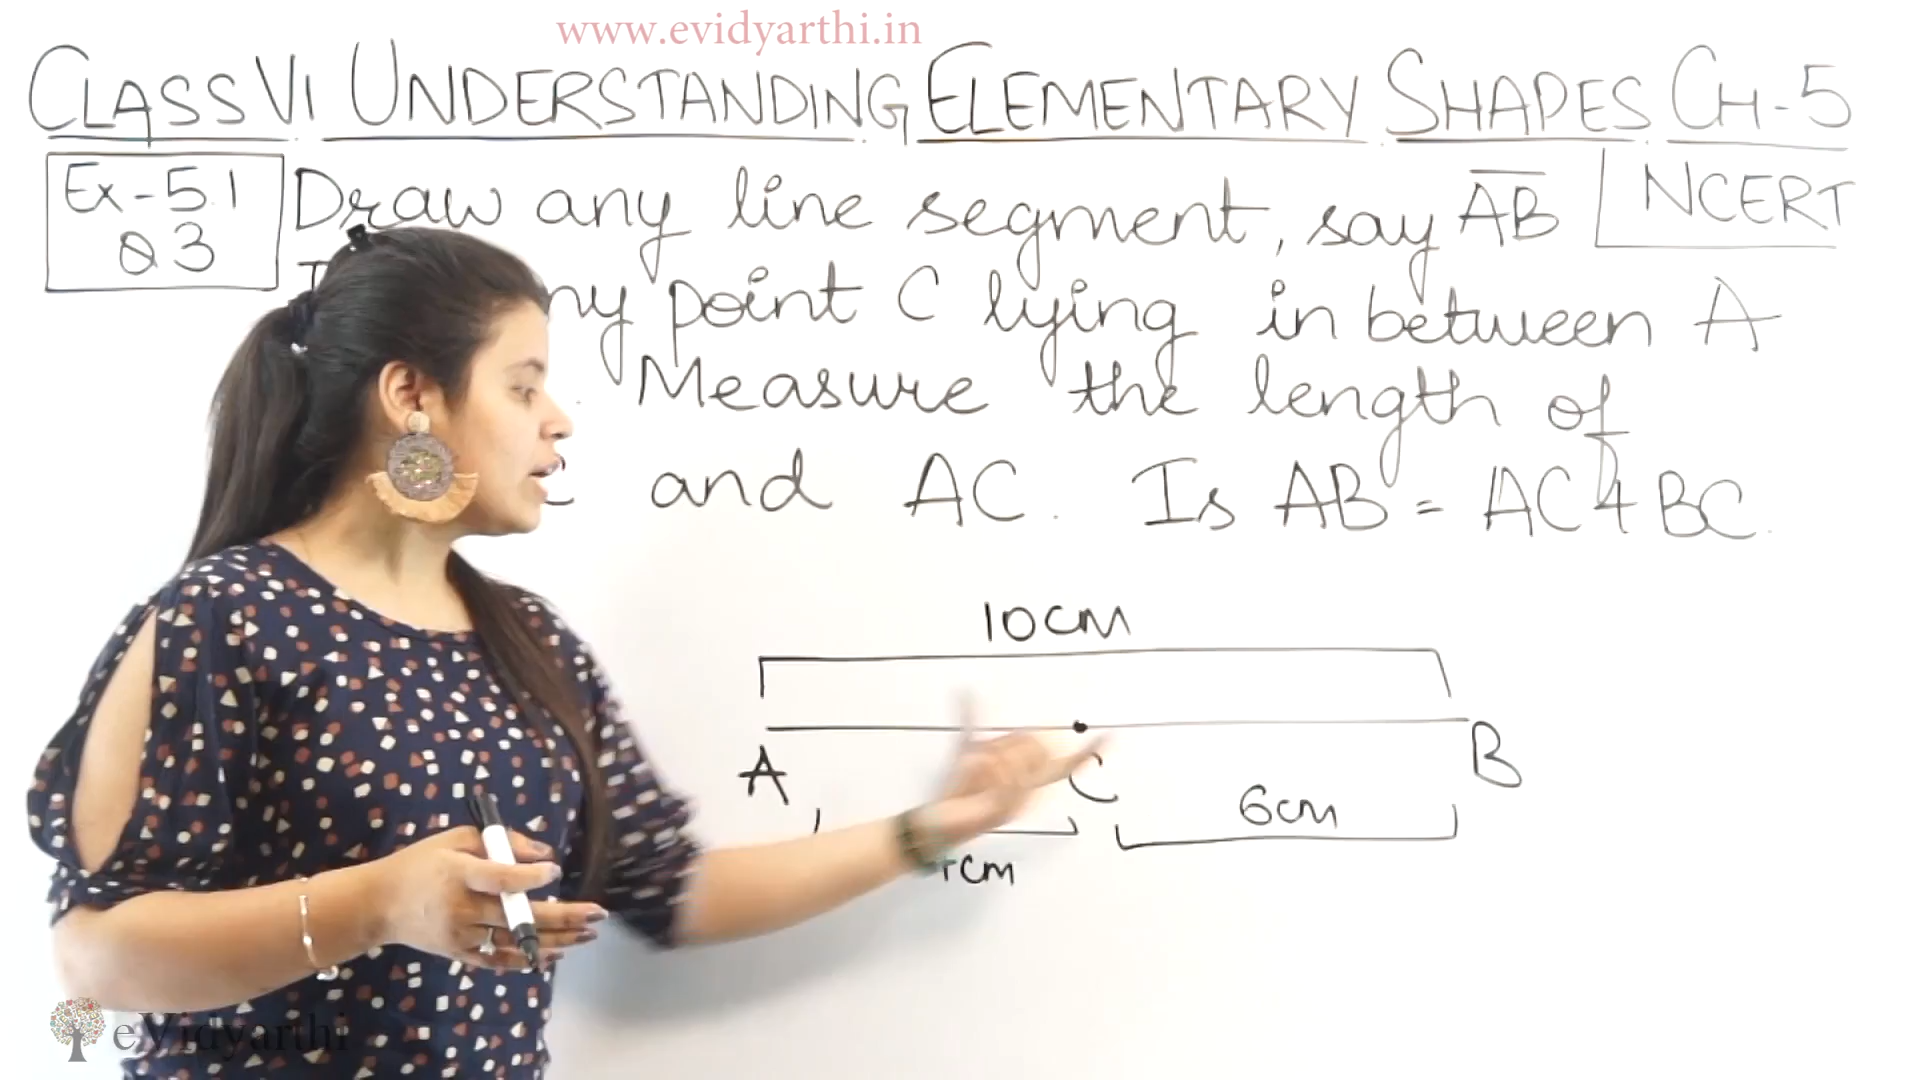 www.evidyarthi.in
CLASS VI UNDERSTANDING ELEMENTARY SHAPES CH-5
Ex-5.1
Q3
NCERT
Draw any line segment, say AB
point C lying in between A
Measure the length of
and AC. Is AB = AC + BC.
10cm
A
C
B
6cm
cm
eVidyarthi